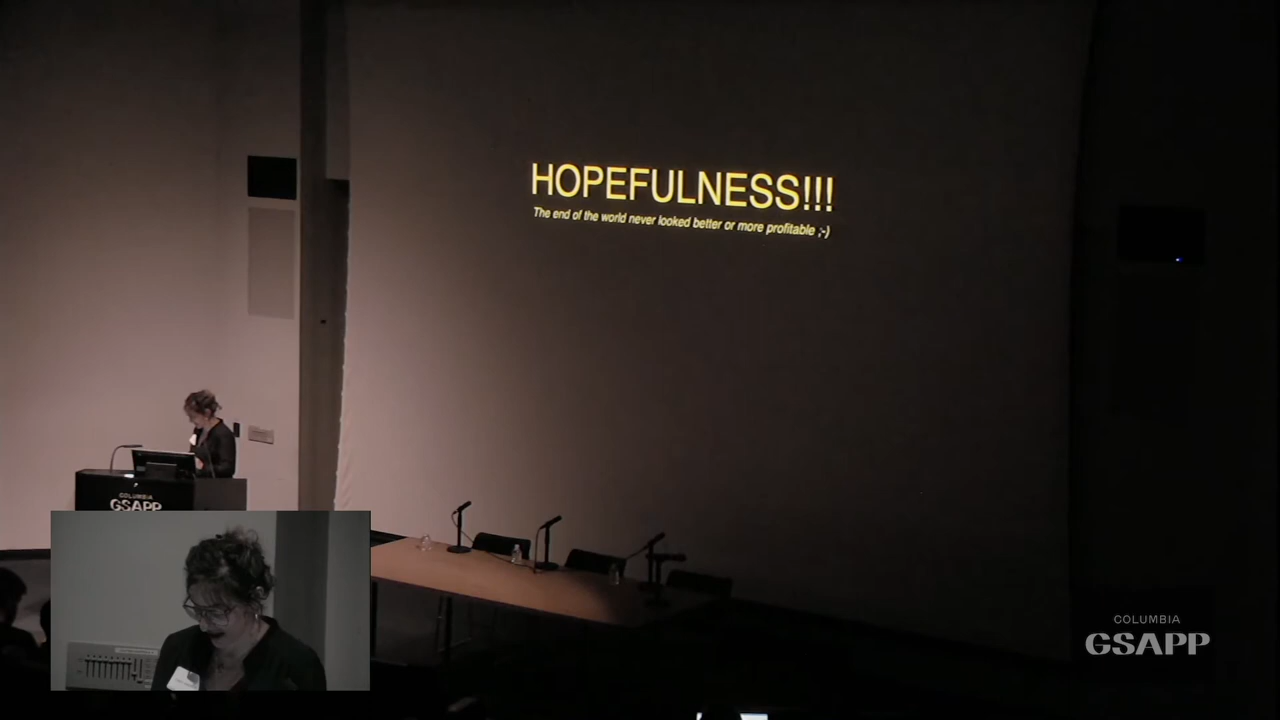 HOPEFULNESS!!!
The end of the world never looked better or more profitable ;-)
COLUMBIA
GSAPP
COLUMBIA
GSAPP